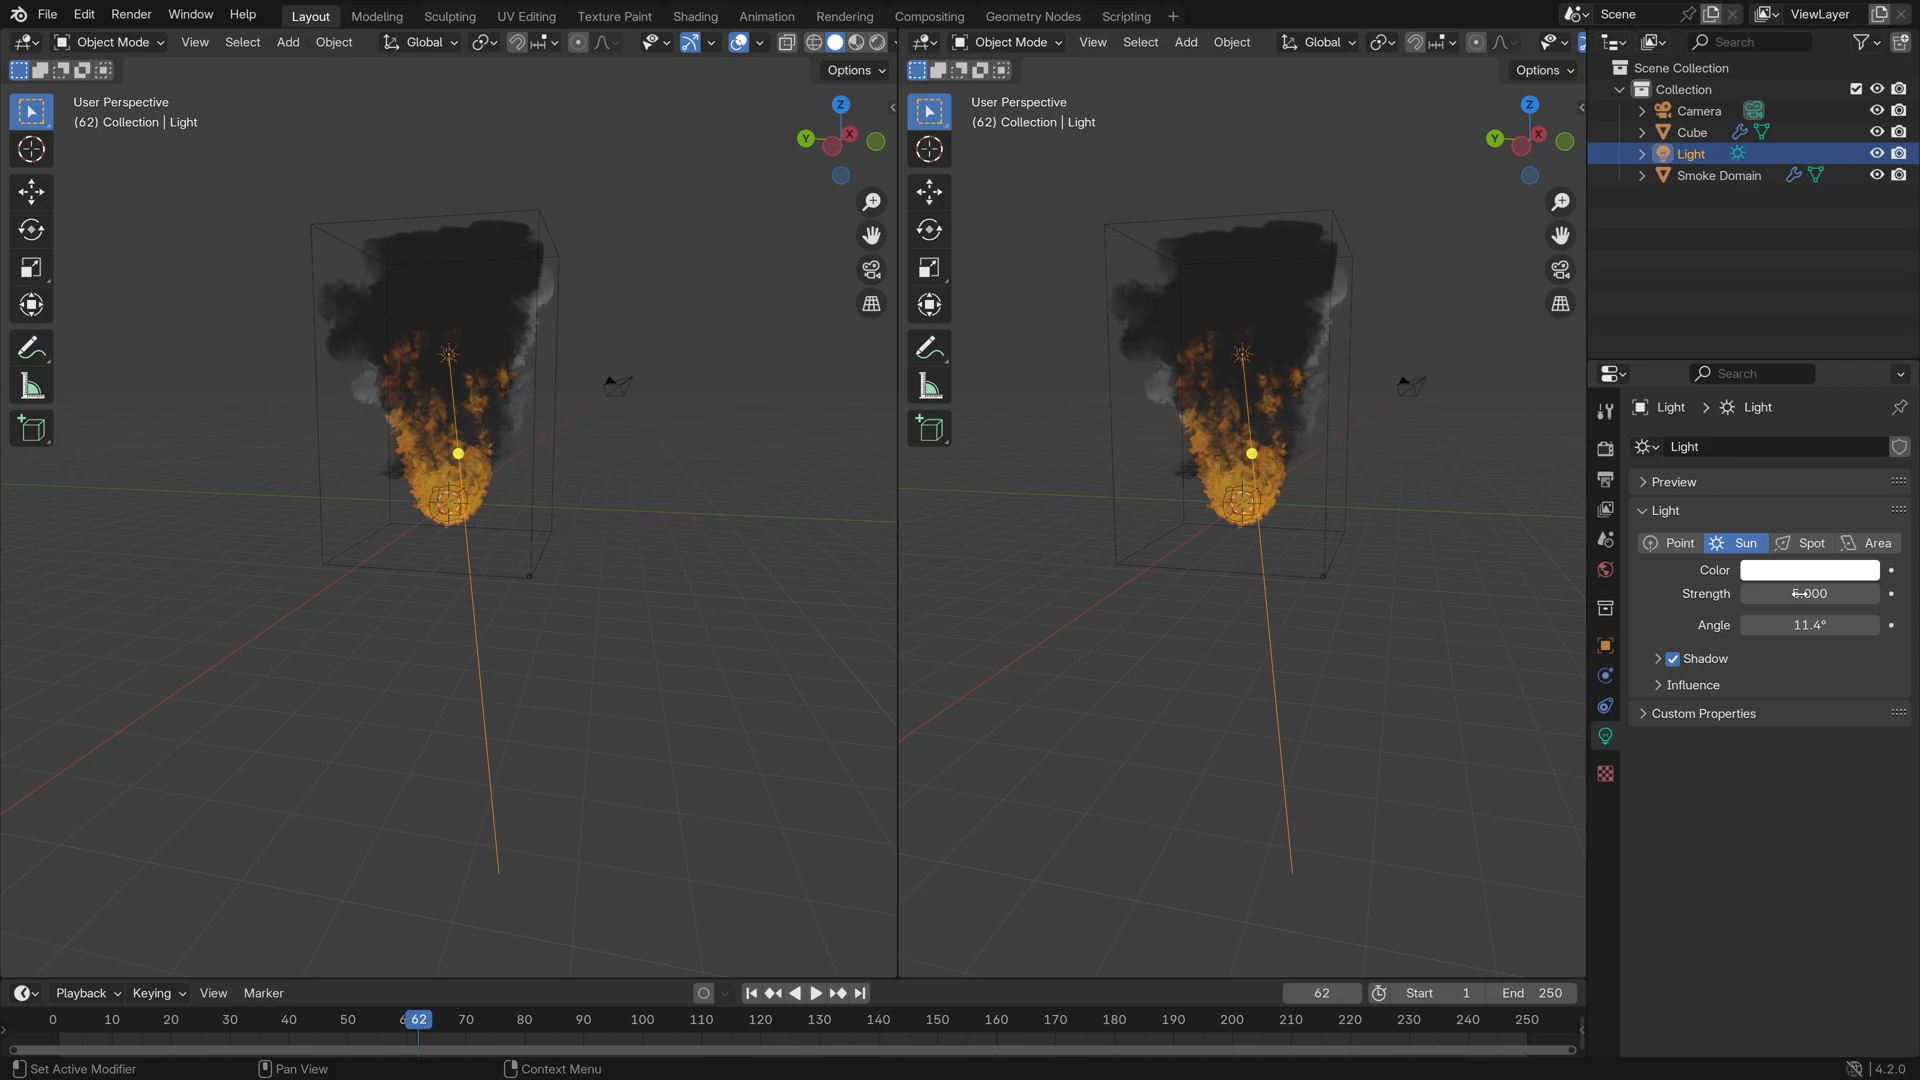 File Edit Render Window Help Layout Modeling Sculpting UV Editing Texture Paint Shading Animation Rendering Compositing Geometry Nodes Scripting + Scene ViewLayer
Object Mode View Select Add Object Global Object Mode View Select Add Object Global Search
Options Options
Scene Collection
Collection
Camera
Cube
Light
Smoke Domain
User Perspective
(62) Collection | Light
Z
Y X
User Perspective
(62) Collection | Light
Z
Y X
Search
Light > Light
Light
Preview
Light
Point Sun Spot Area
Color
Strength
Angle 11.4°
Shadow
Influence
Custom Properties
Playback Keying View Marker 62 Start 1 End 250
0 10 20 30 40 50 62 70 80 90 100 110 120 130 140 150 160 170 180 190 200 210 220 230 240 250
Set Active Modifier Pan View Context Menu 4.2.0